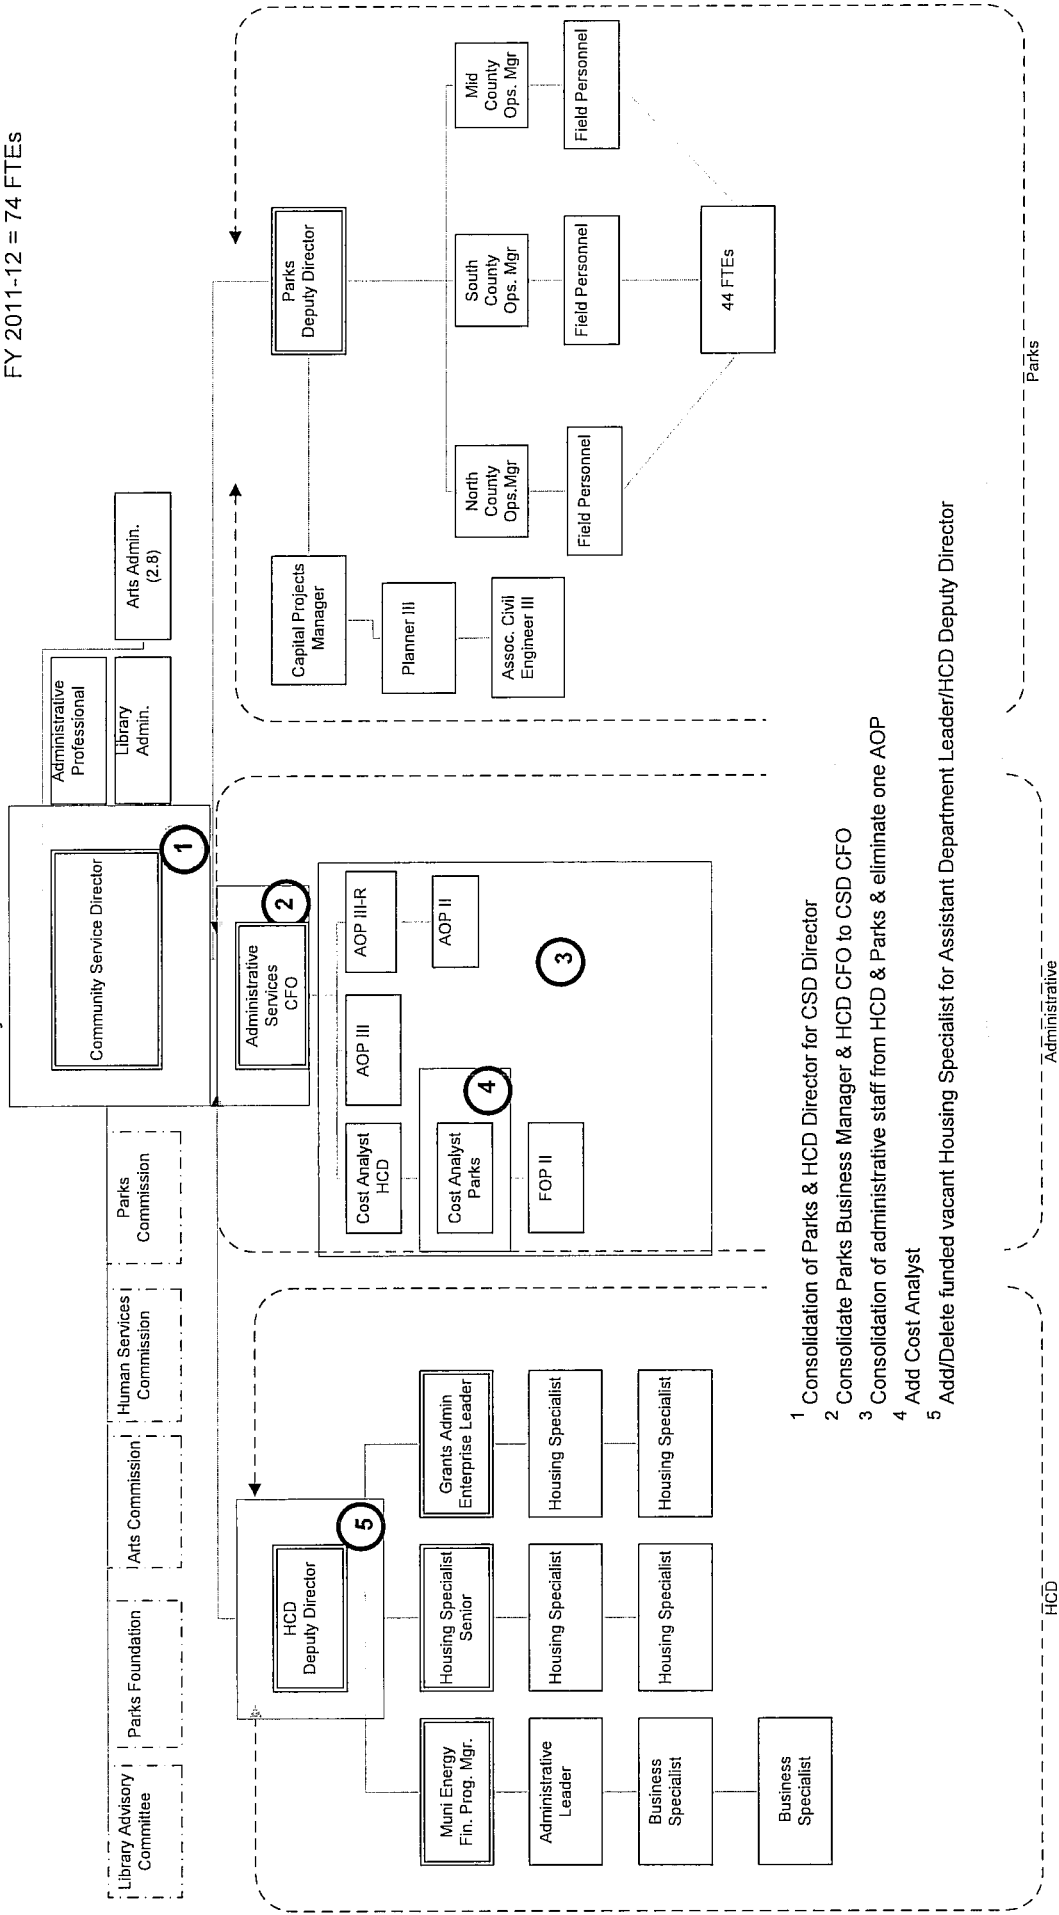 FY 2011-12 = 74 FTEs
Library Advisory
Committee
Parks Foundation
Arts Commission
Human Services
Commission
Parks
Commission
Community Service Director
1
Administrative
Professional
Library
Admin.
Arts Admin.
(2.8)
HCD
Deputy Director
5
Administrative
Services
CFO
2
Parks
Deputy Director
Muni Energy
Fin. Prog. Mgr.
Administrative
Leader
Business
Specialist
Business
Specialist
Housing Specialist
Senior
Housing Specialist
Housing Specialist
Grants Admin
Enterprise Leader
Housing Specialist
Housing Specialist
Cost Analyst
HCD
Cost Analyst
Parks
4
FOP II
AOP III
AOP III-R
AOP II
3
Capital Projects
Manager
Planner III
Assoc. Civil
Engineer III
North
County
Ops.Mgr
Field Personnel
South
County
Ops. Mgr
Field Personnel
Mid
County
Ops. Mgr
Field Personnel
44 FTEs
1 Consolidation of Parks & HCD Director for CSD Director
2 Consolidate Parks Business Manager & HCD CFO to CSD CFO
3 Consolidation of administrative staff from HCD & Parks & eliminate one AOP
4 Add Cost Analyst
5 Add/Delete funded vacant Housing Specialist for Assistant Department Leader/HCD Deputy Director
HCD
Administrative
Parks